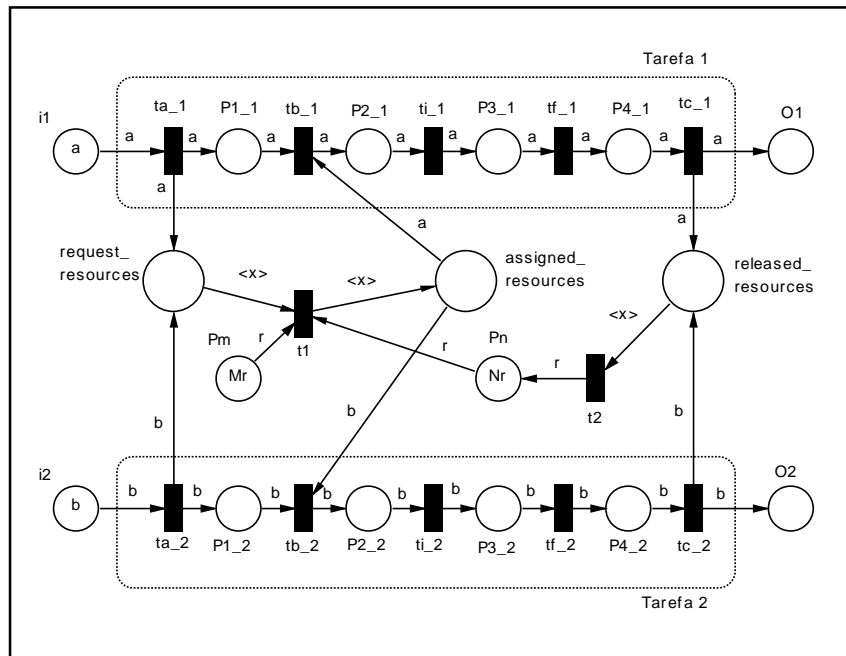 Tarefa 1
ta_1 P1_1 tb_1 P2_1 ti_1 P3_1 tf_1 P4_1 tc_1 O1
i1
a a a a a a a a a a a
a a a
request_
resources
assigned_
resources
released_
resources
<x> <x> <x>
Pm r t1 r Pn r
Mr Nr
t2
b b b
i2 Tarefa 2 O2
b b b b b b b b b b b
ta_2 P1_2 tb_2 P2_2 ti_2 P3_2 tf_2 P4_2 tc_2